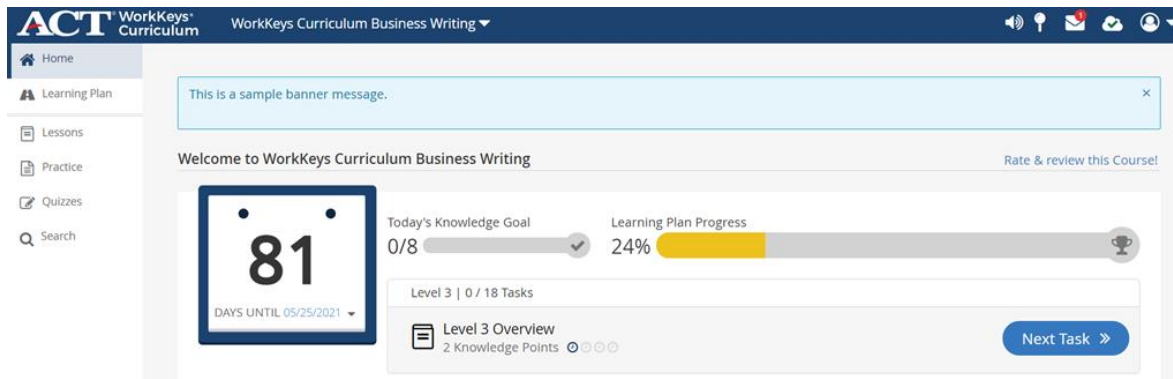 ACT WorkKeys®
Curriculum
WorkKeys Curriculum Business Writing
1
Home
Learning Plan
Lessons
Practice
Quizzes
Search
This is a sample banner message.
×
Welcome to WorkKeys Curriculum Business Writing
Rate & review this Course!
81
DAYS UNTIL 05/25/2021
Today's Knowledge Goal
0/8
Learning Plan Progress
24%
Level 3 | 0 / 18 Tasks
Level 3 Overview
2 Knowledge Points
Next Task »